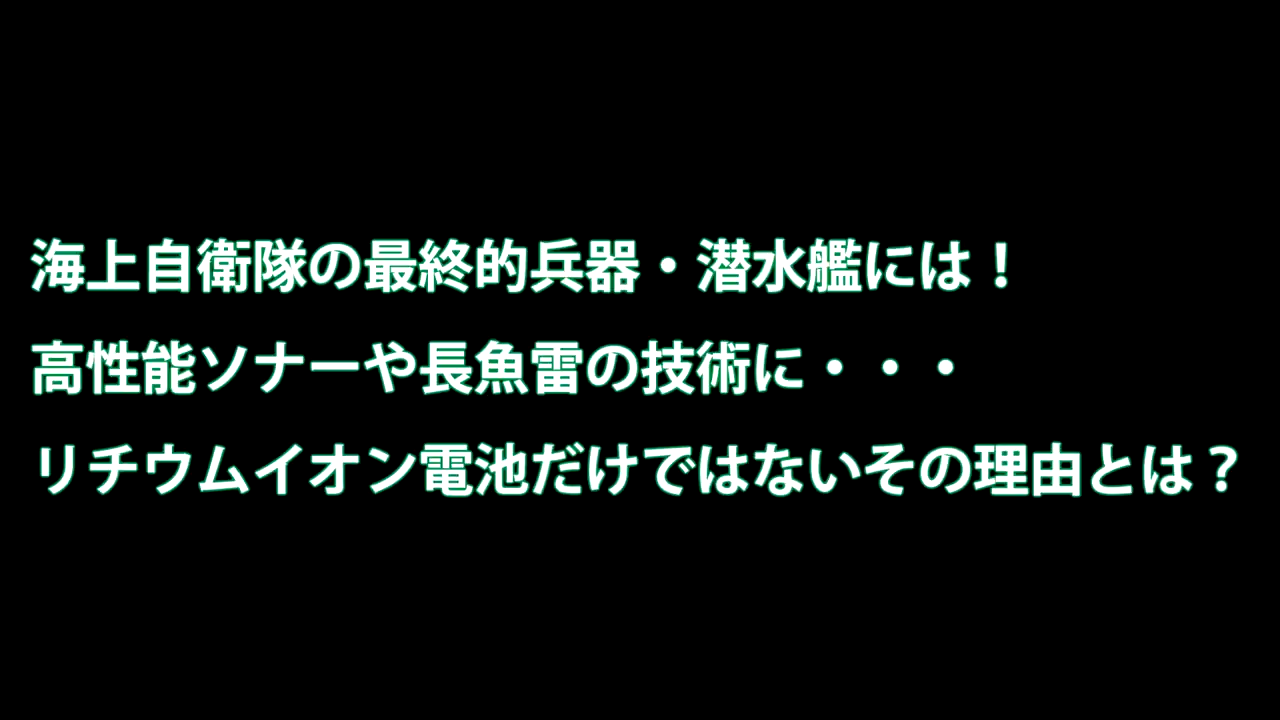 海上自衛隊の最終的兵器・潜水艦には！
高性能ソナーや長魚雷の技術に・・・
リチウムイオン電池だけではないその理由とは？